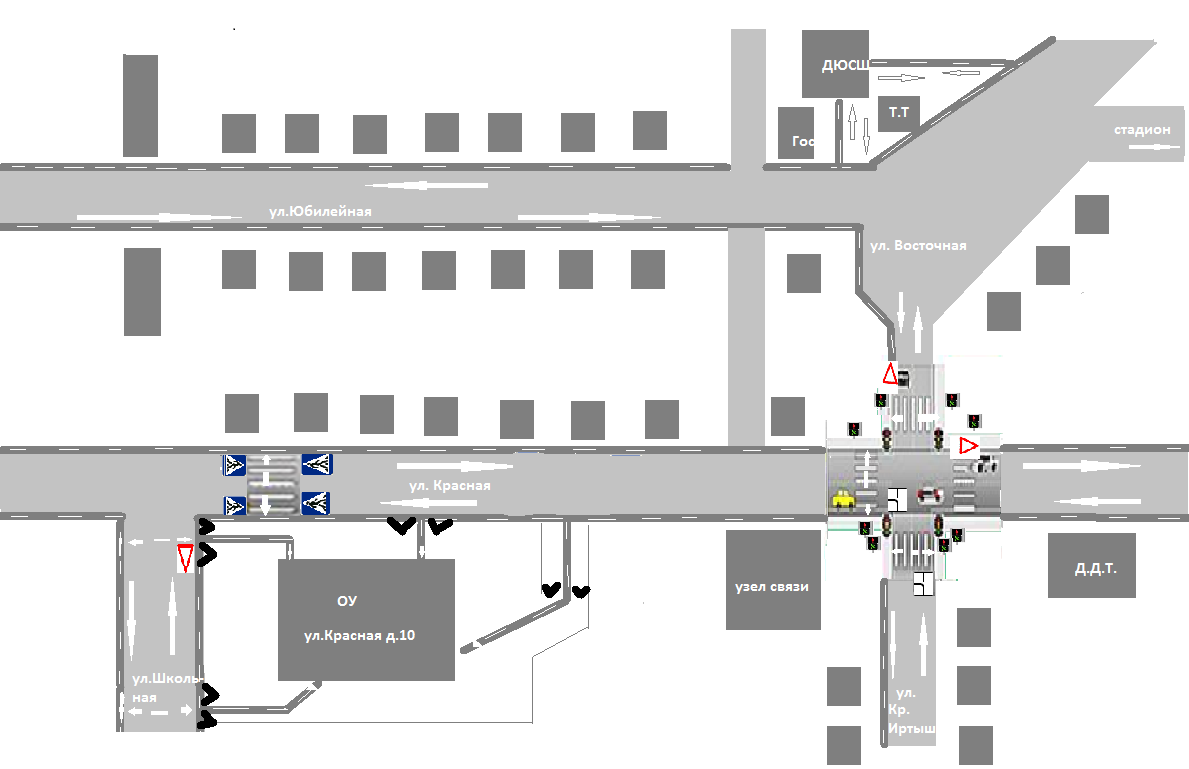 ДЮСШ
Т.Т
Гос
стадион
ул.Юбилейная
ул. Восточная
ул. Красная
ОУ
ул.Красная д.10
узел связи
Д.Д.Т.
ул.Школь-
ная
ул.
Кр.
Иртыш